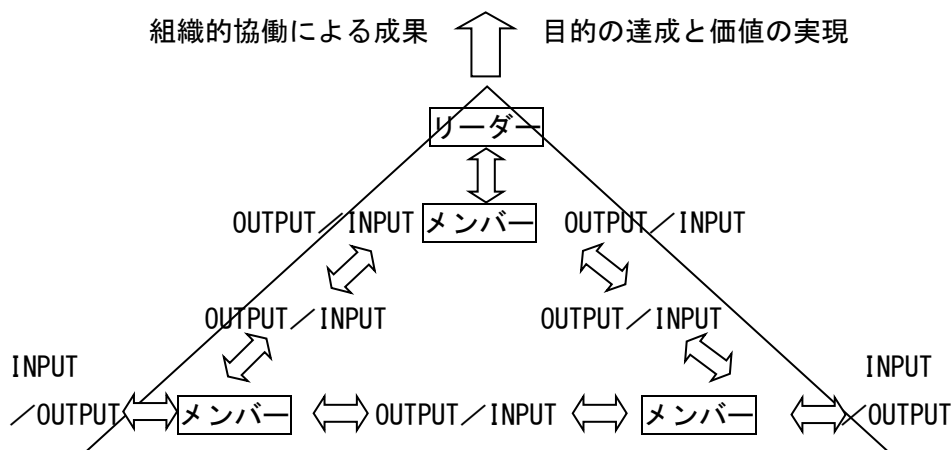 組織的協働による成果 目的の達成と価値の実現
リーダー
OUTPUT／INPUT メンバー OUTPUT／INPUT
OUTPUT／INPUT OUTPUT／INPUT
INPUT INPUT
／OUTPUT メンバー OUTPUT／INPUT メンバー ／OUTPUT